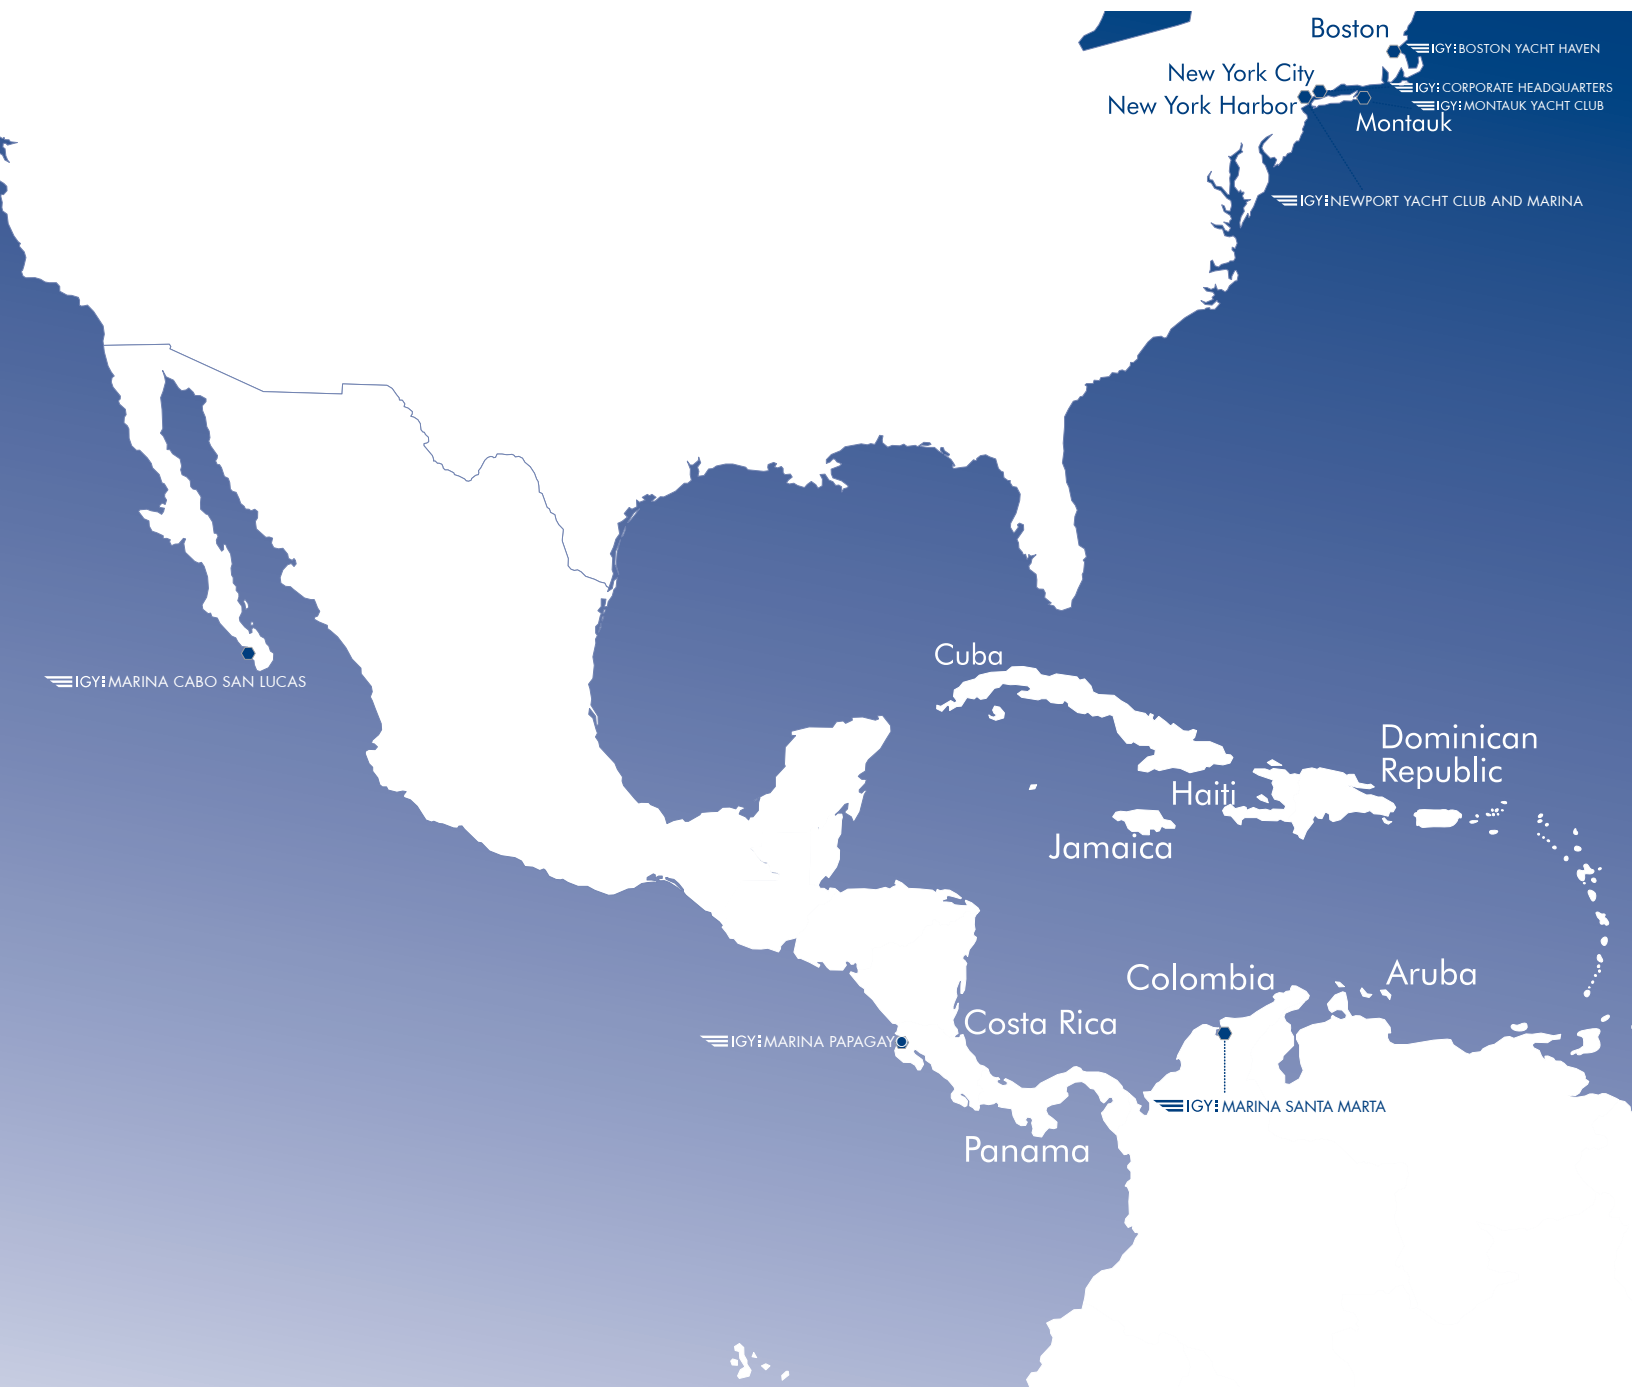 Boston
IGY BOSTON YACHT HAVEN
New York City
IGY CORPORATE HEADQUARTERS
New York Harbor
IGY MONTAUK YACHT CLUB
Montauk
IGY NEWPORT YACHT CLUB AND MARINA
Cuba
IGY MARINA CABO SAN LUCAS
Dominican
Republic
Haiti
Jamaica
Colombia
Aruba
Costa Rica
IGY MARINA PAPAGAY
IGY MARINA SANTA MARTA
Panama